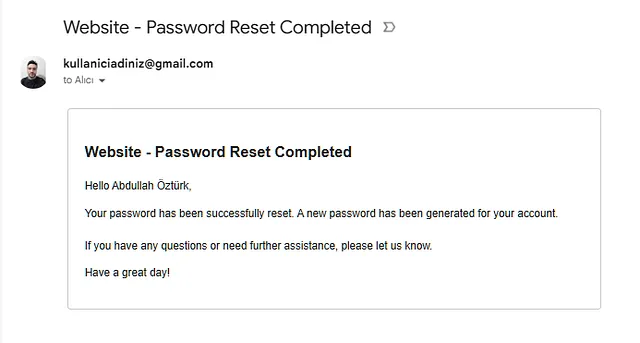 Website - Password Reset Completed
kullaniciadiniz@gmail.com
to Alıcı
Website - Password Reset Completed
Hello Abdullah Öztürk,
Your password has been successfully reset. A new password has been generated for your account.
If you have any questions or need further assistance, please let us know.
Have a great day!